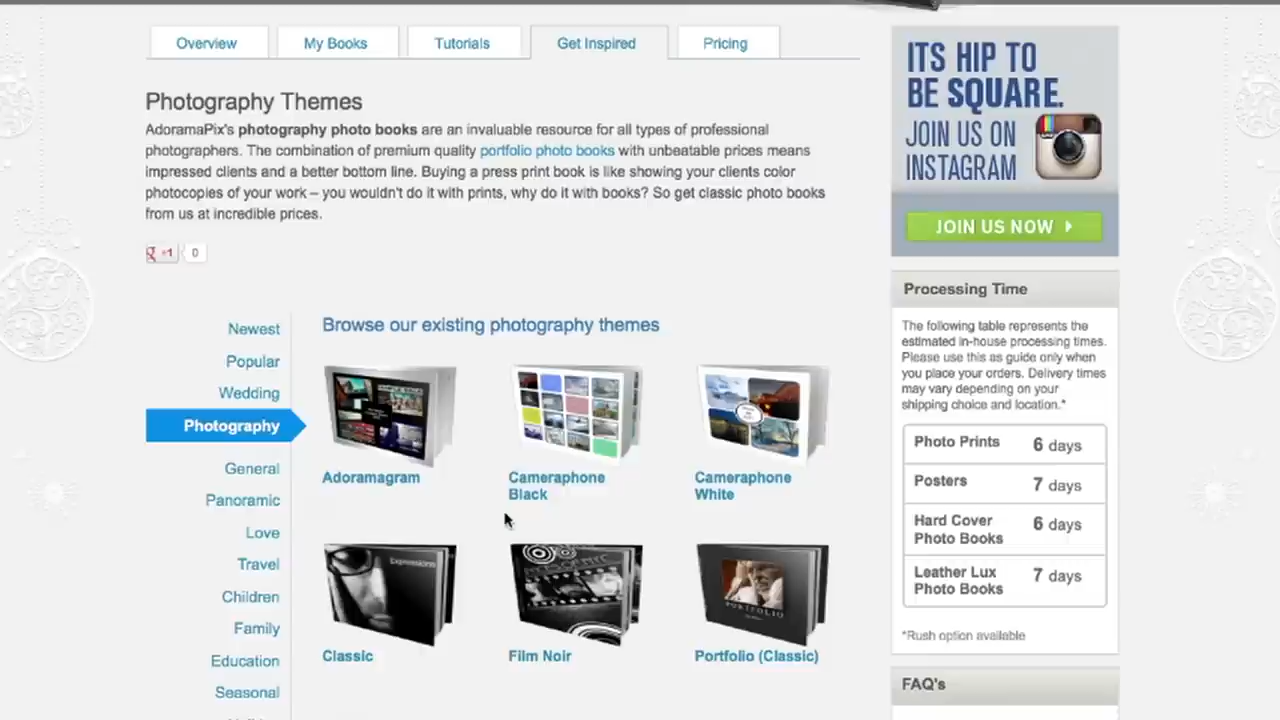 Overview
My Books
Tutorials
Get Inspired
Pricing
Photography Themes
AdoramaPix's photography photo books are an invaluable resource for all types of professional
photographers. The combination of premium quality portfolio photo books with unbeatable prices means
impressed clients and a better bottom line. Buying a press print book is like showing your clients color
photocopies of your work – you wouldn't do it with prints, why do it with books? So get classic photo books
from us at incredible prices.
g +1
0
Newest
Popular
Wedding
Photography
General
Panoramic
Love
Travel
Children
Family
Education
Seasonal
Browse our existing photography themes
Adoramagram
Cameraphone
Black
Cameraphone
White
Expressions
PORTFOLIO
Classic
Film Noir
Portfolio (Classic)
ITS HIP TO
BE SQUARE.
JOIN US ON
INSTAGRAM
JOIN US NOW
Processing Time
The following table represents the
estimated in-house processing times.
Please use this as guide only when
you place your orders. Delivery times
may vary depending on your
shipping choice and location.*
Photo Prints 6 days
Posters 7 days
Hard Cover
Photo Books 6 days
Leather Lux
Photo Books 7 days
*Rush option available
FAQ's